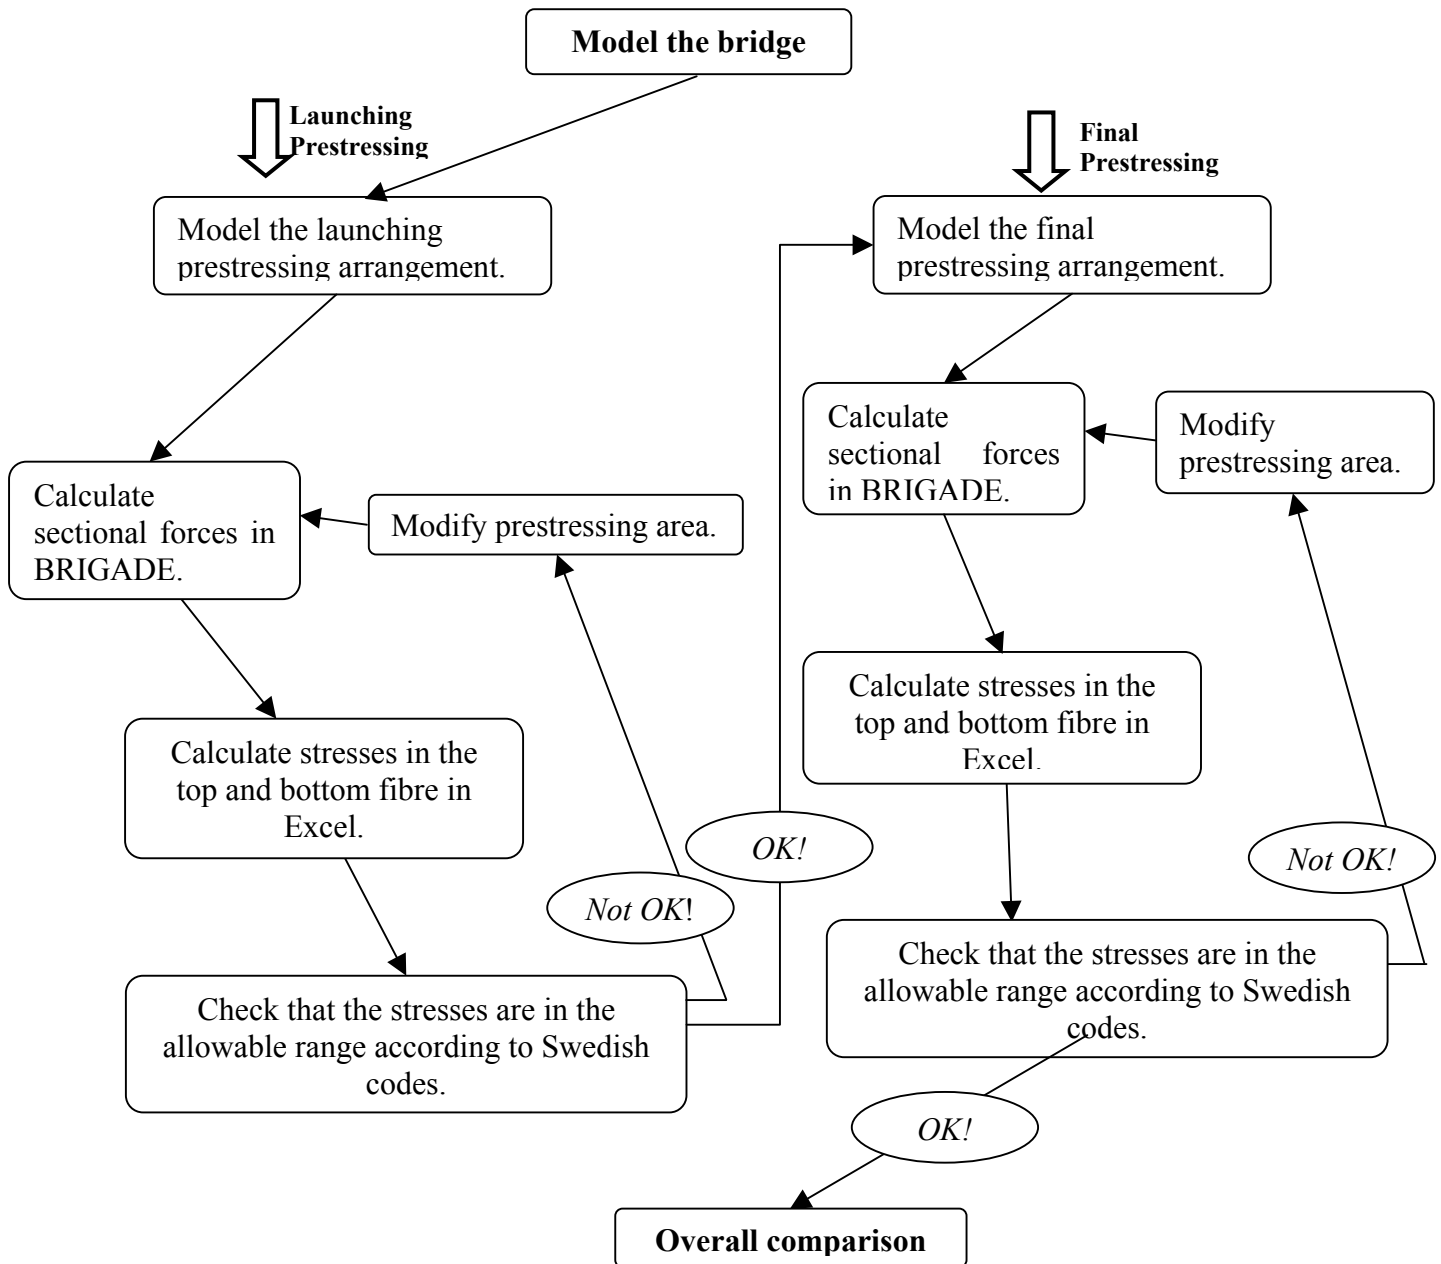 Model the bridge
Launching
Prestressing
Final
Prestressing
Model the launching
prestressing arrangement.
Model the final
prestressing arrangement.
Calculate
sectional forces in
BRIGADE.
Modify prestressing area.
Calculate
sectional forces
in BRIGADE.
Modify
prestressing area.
Calculate stresses in the
top and bottom fibre in
Excel.
Calculate stresses in the
top and bottom fibre in
Excel.
OK!
Not OK!
Not OK!
Check that the stresses are in the
allowable range according to Swedish
codes.
Check that the stresses are in the
allowable range according to Swedish
codes.
OK!
Overall comparison